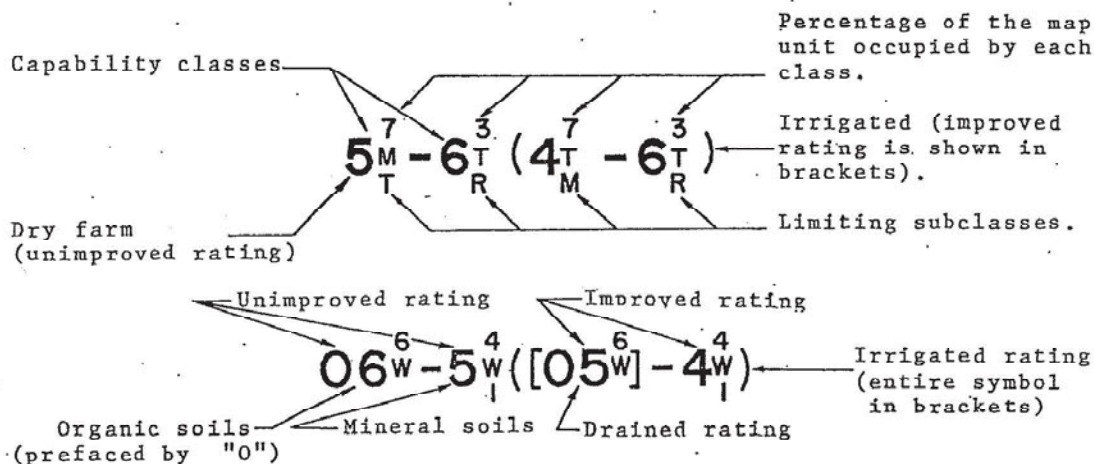 Percentage of the map
unit occupied by each
class.
Capability classes
5 7 M T - 6 3 T R ( 4 7 T M - 6 3 T R )
Irrigated (improved
rating is shown in
brackets).
Dry farm
(unimproved rating)
Limiting subclasses.
Unimproved rating
Improved rating
O6 6 W - 5 4 W I ( [O5 6 W] - 4 4 W I )
Irrigated rating
(entire symbol
in brackets)
Organic soils
(prefaced by "O")
Mineral soils
Drained rating